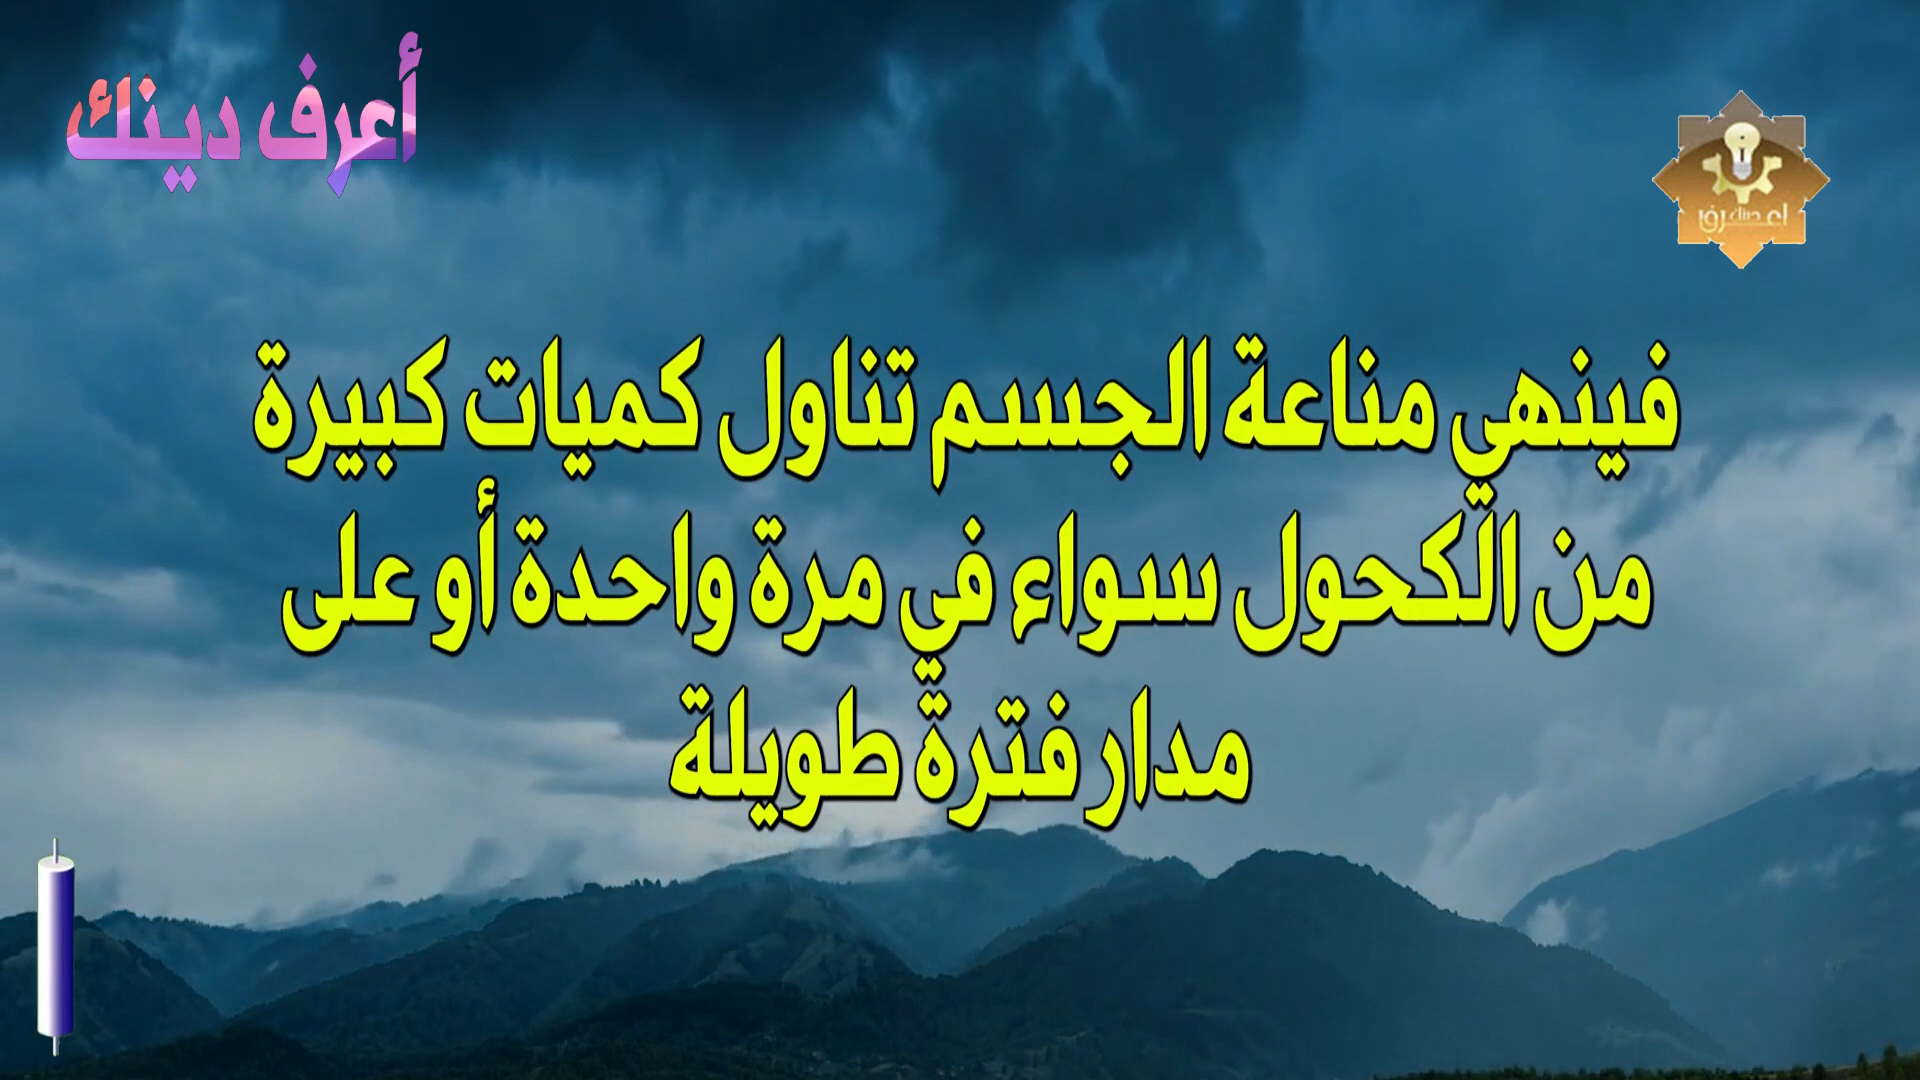 أعرف دينك
فينهي مناعة الجسم تناول كميات كبيرة
من الكحول سواء في مرة واحدة أو على
مدار فترة طويلة